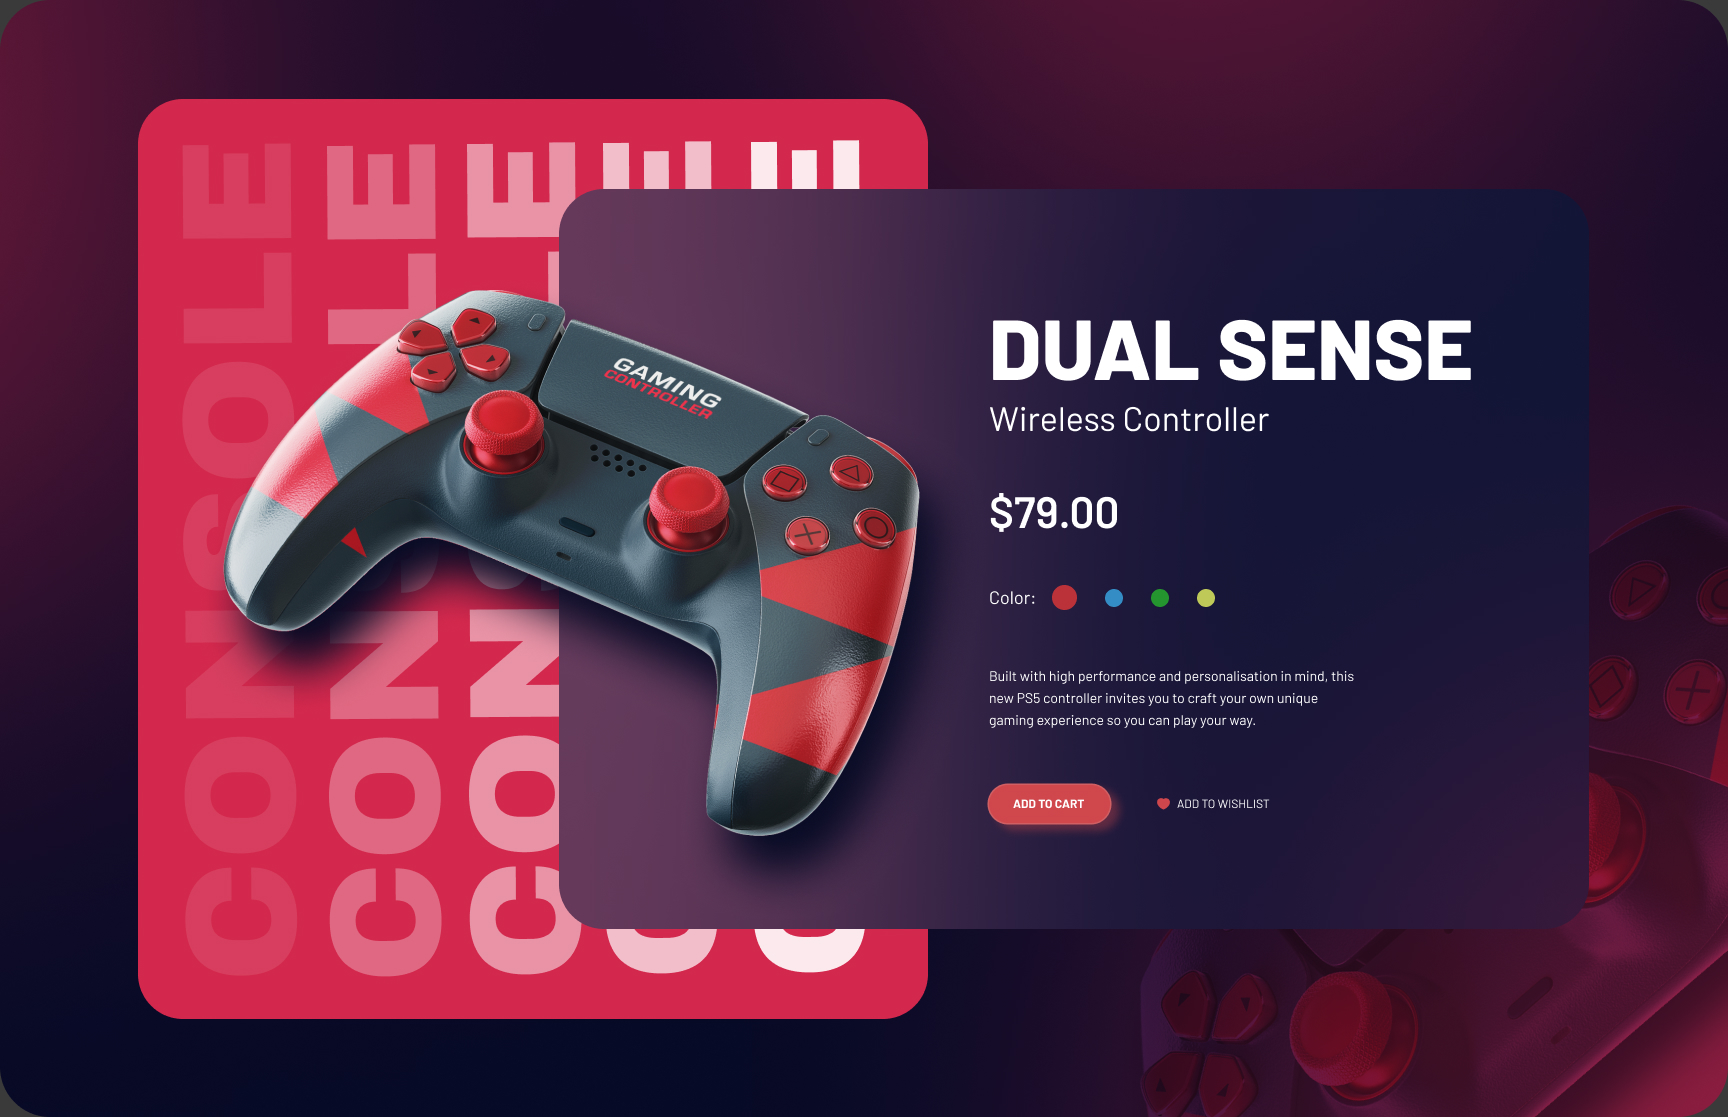 CONSOLE
CONSOLE
CONSOLE
GAMING
CONTROLLER
DUAL SENSE
Wireless Controller
$79.00
Color:
Built with high performance and personalisation in mind, this
new PS5 controller invites you to craft your own unique
gaming experience so you can play your way.
ADD TO CART
ADD TO WISHLIST